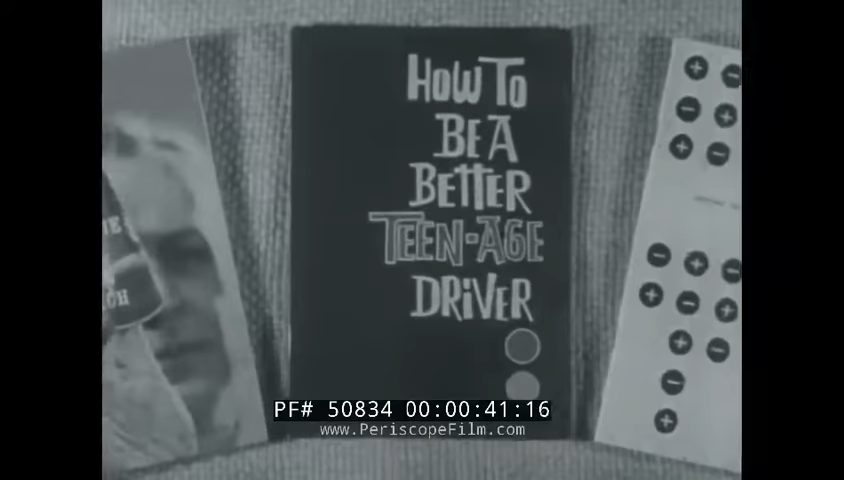 HOW TO
BE A
BETTER
TEEN-AGE
DRIVER
PF# 50834 00:00:41:16
www.PeriscopeFilm.com